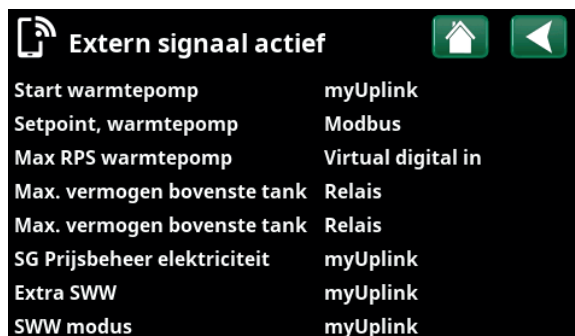 Extern signaal actief
Start warmtepomp myUplink
Setpoint, warmtepomp Modbus
Max RPS warmtepomp Virtual digital in
Max. vermogen bovenste tank Relais
Max. vermogen bovenste tank Relais
SG Prijsbeheer elektriciteit myUplink
Extra SWW myUplink
SWW modus myUplink